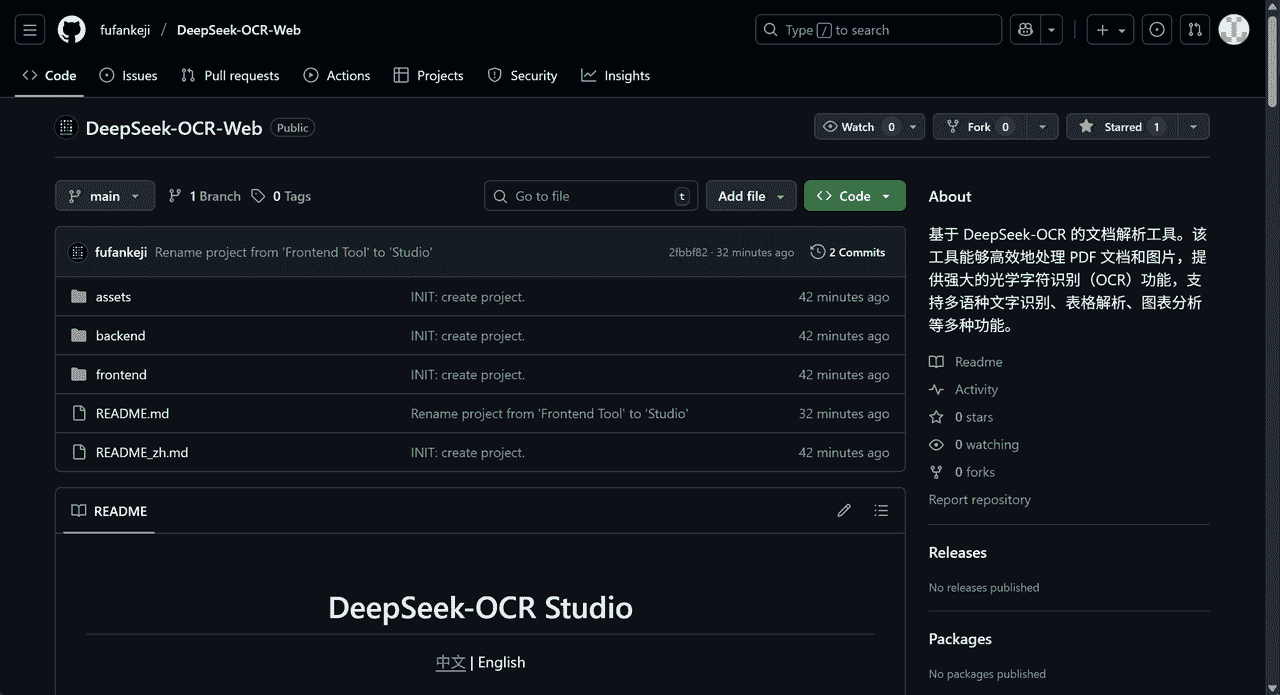 fufankeji / DeepSeek-OCR-Web
Type / to search
Code Issues Pull requests Actions Projects Security Insights
DeepSeek-OCR-Web Public
Watch 0 Fork 0 Starred 1
main 1 Branch 0 Tags Go to file t Add file Code
fufankeji Rename project from 'Frontend Tool' to 'Studio' 2fbbf82 · 32 minutes ago 2 Commits
assets INIT: create project. 42 minutes ago
backend INIT: create project. 42 minutes ago
frontend INIT: create project. 42 minutes ago
README.md Rename project from 'Frontend Tool' to 'Studio' 32 minutes ago
README_zh.md INIT: create project. 42 minutes ago
README
DeepSeek-OCR Studio
中文 | English
About
基于 DeepSeek-OCR 的文档解析工具。该
工具能够高效地处理 PDF 文档和图片，提
供强大的光学字符识别（OCR）功能，支
持多语种文字识别、表格解析、图表分析
等多种功能。
Readme
Activity
0 stars
0 watching
0 forks
Report repository
Releases
No releases published
Packages
No packages published